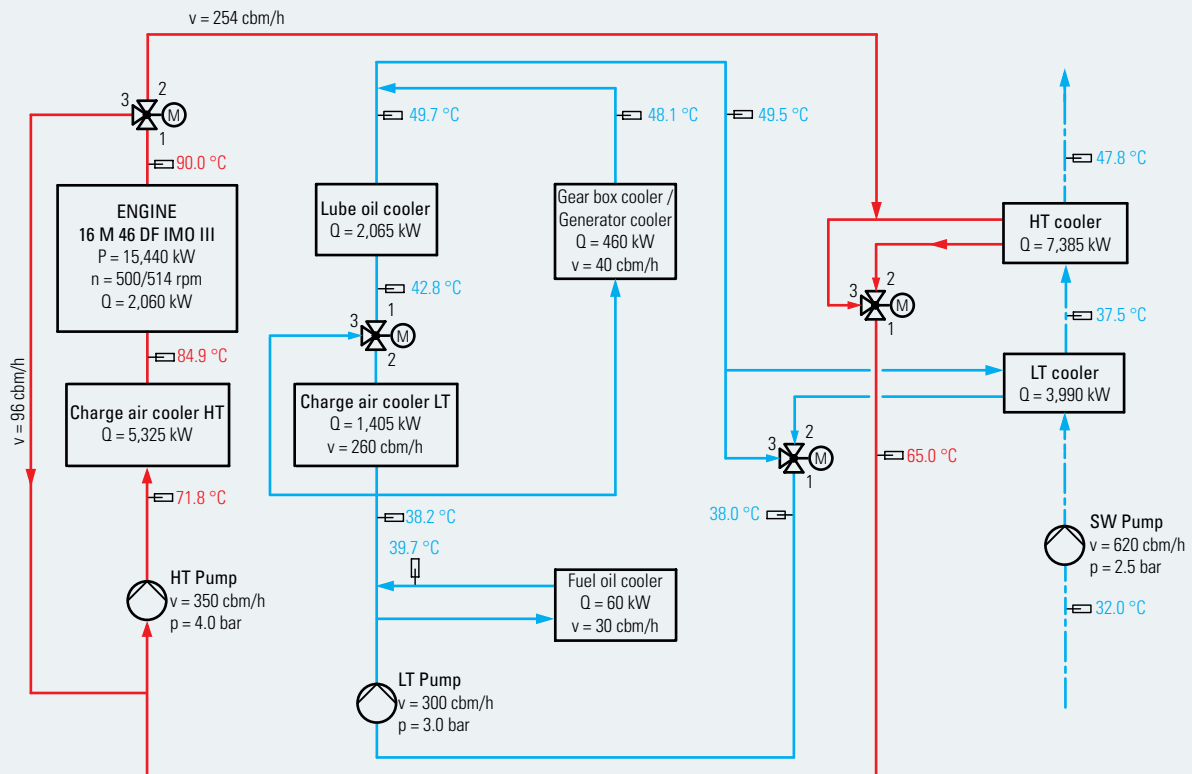 v = 254 cbm/h
3
2
M
1
90.0 °C
ENGINE
16 M 46 DF IMO III
P = 15,440 kW
n = 500/514 rpm
Q = 2,060 kW
84.9 °C
v = 96 cbm/h
Charge air cooler HT
Q = 5,325 kW
71.8 °C
HT Pump
v = 350 cbm/h
p = 4.0 bar
49.7 °C
Lube oil cooler
Q = 2,065 kW
42.8 °C
3
1
M
2
Charge air cooler LT
Q = 1,405 kW
v = 260 cbm/h
38.2 °C
39.7 °C
LT Pump
v = 300 cbm/h
p = 3.0 bar
48.1 °C
Gear box cooler /
Generator cooler
Q = 460 kW
v = 40 cbm/h
Fuel oil cooler
Q = 60 kW
v = 30 cbm/h
49.5 °C
3
2
M
1
38.0 °C
3
2
M
1
65.0 °C
47.8 °C
HT cooler
Q = 7,385 kW
37.5 °C
LT cooler
Q = 3,990 kW
SW Pump
v = 620 cbm/h
p = 2.5 bar
32.0 °C